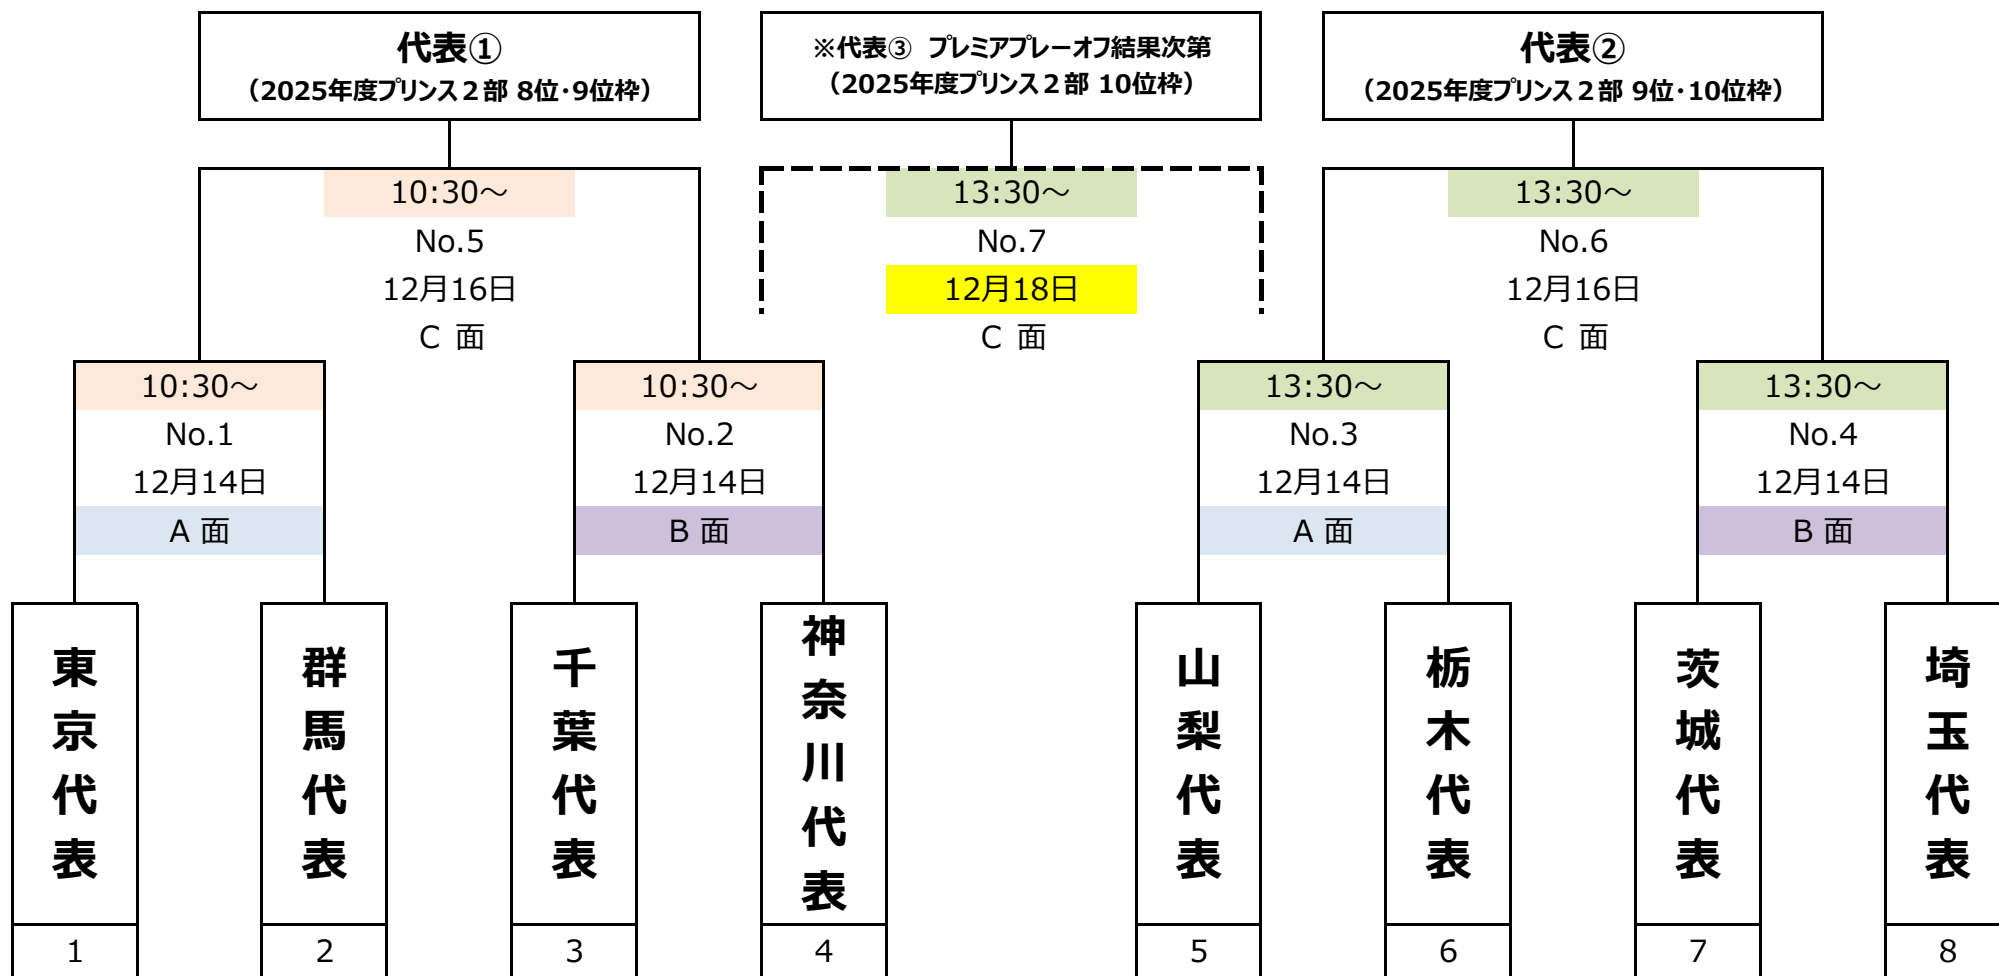 代表①
（2025年度プリンス２部 8位・9位枠）
※代表③　プレミアプレーオフ結果次第
（2025年度プリンス２部 10位枠）
代表②
（2025年度プリンス２部 9位・10位枠）
10:30～
No.5
12月16日
C 面
13:30～
No.7
12月18日
C 面
13:30～
No.6
12月16日
C 面
10:30～
No.1
12月14日
A 面
10:30～
No.2
12月14日
B 面
13:30～
No.3
12月14日
A 面
13:30～
No.4
12月14日
B 面
東京代表
群馬代表
千葉代表
神奈川代表
山梨代表
栃木代表
茨城代表
埼玉代表
1
2
3
4
5
6
7
8